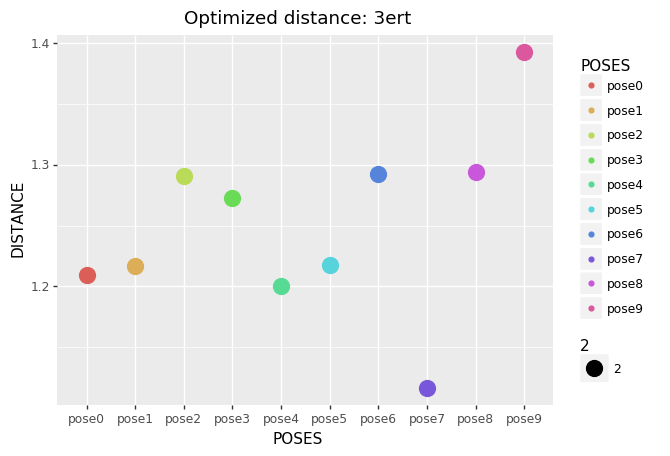 Optimized distance: 3ert
DISTANCE
1.4
1.3
1.2
pose0 pose1 pose2 pose3 pose4 pose5 pose6 pose7 pose8 pose9
POSES
POSES
pose0
pose1
pose2
pose3
pose4
pose5
pose6
pose7
pose8
pose9
2
2